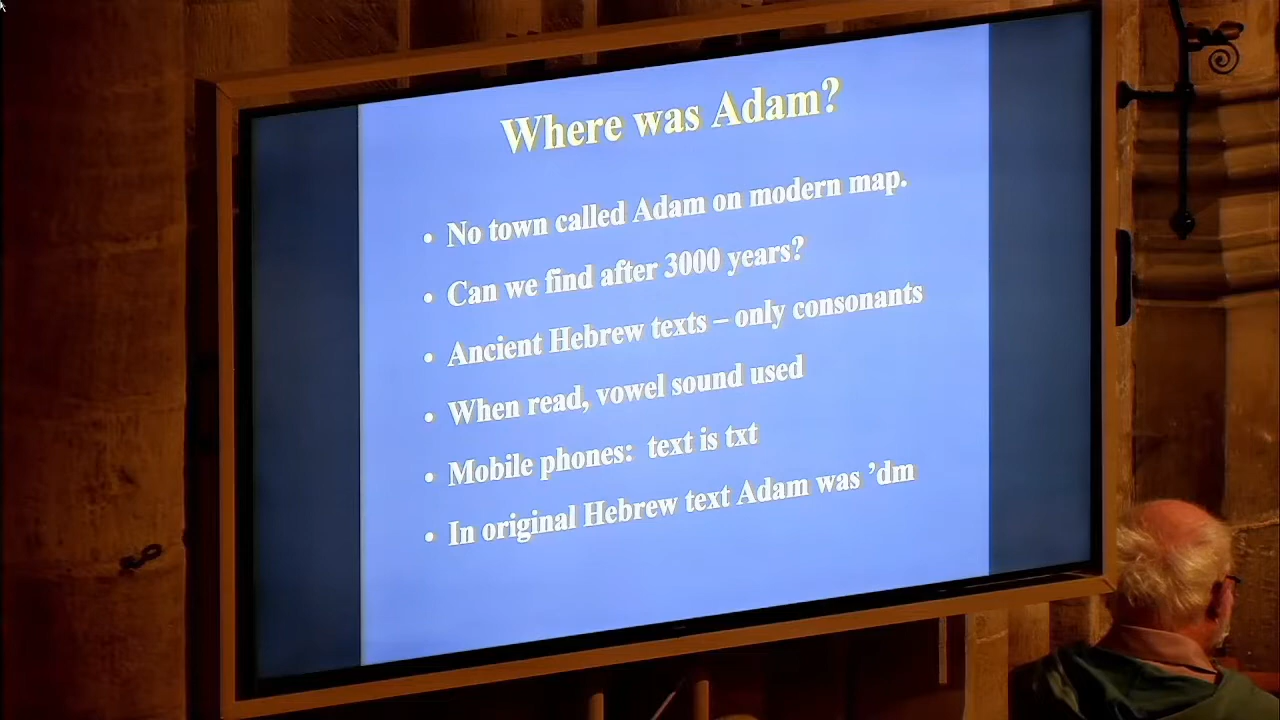 Where was Adam?
• No town called Adam on modern map.
• Can we find after 3000 years?
• Ancient Hebrew texts – only consonants
• When read, vowel sound used
• Mobile phones:  text is txt
• In original Hebrew text Adam was ’dm